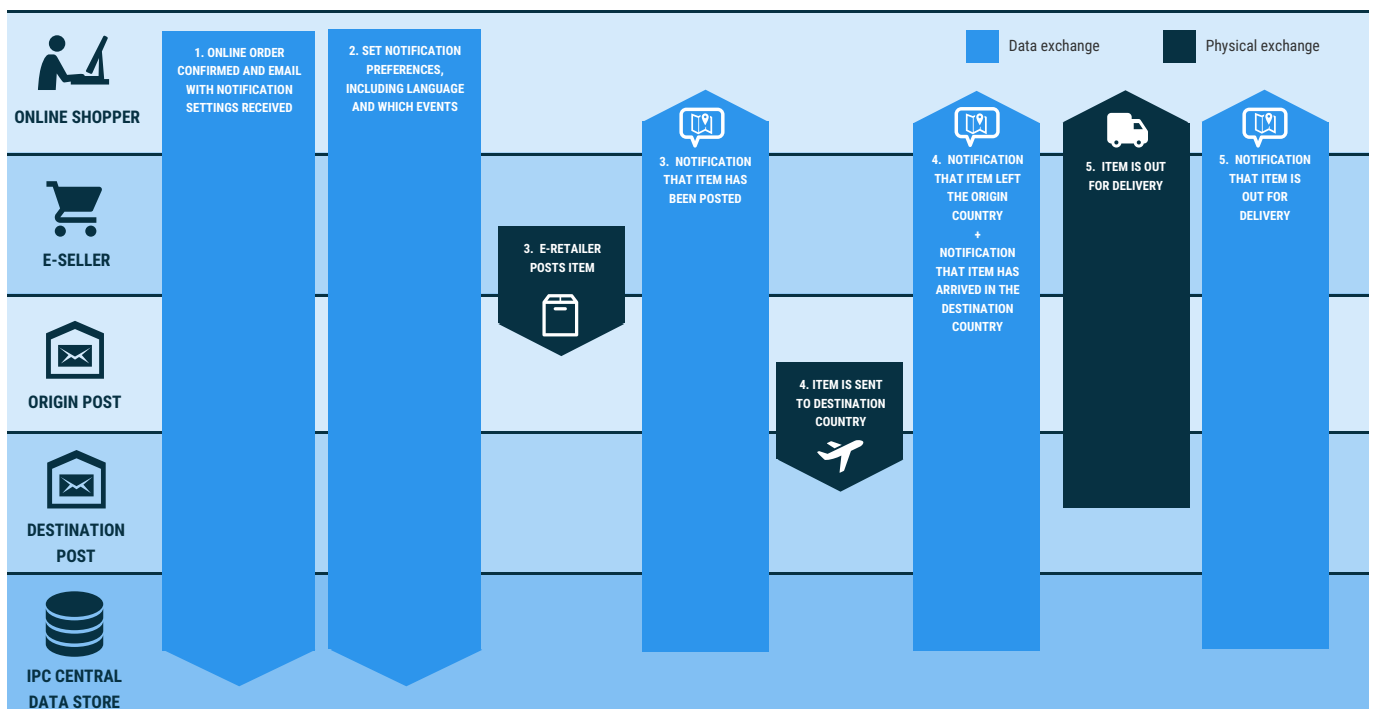 Data exchange
Physical exchange
ONLINE SHOPPER
E-SELLER
ORIGIN POST
DESTINATION
POST
IPC CENTRAL
DATA STORE
1. ONLINE ORDER
CONFIRMED AND EMAIL
WITH NOTIFICATION
SETTINGS RECEIVED
2. SET NOTIFICATION
PREFERENCES,
INCLUDING LANGUAGE
AND WHICH EVENTS
3. E-RETAILER
POSTS ITEM
3. NOTIFICATION
THAT ITEM HAS
BEEN POSTED
4. ITEM IS SENT
TO DESTINATION
COUNTRY
4. NOTIFICATION
THAT ITEM LEFT
THE ORIGIN
COUNTRY
+
NOTIFICATION
THAT ITEM HAS
ARRIVED IN THE
DESTINATION
COUNTRY
5. ITEM IS OUT
FOR DELIVERY
5. NOTIFICATION
THAT ITEM IS
OUT FOR
DELIVERY